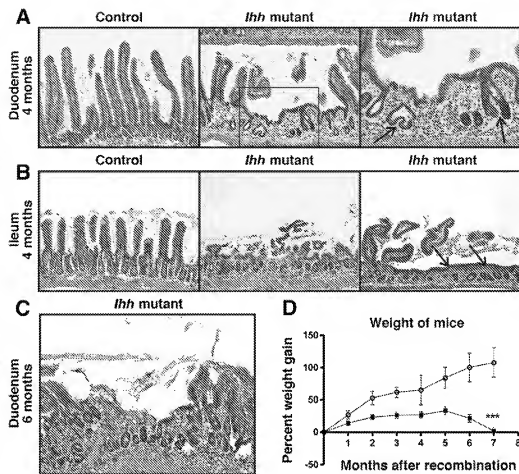 A
Control
Ihh mutant
Ihh mutant
Duodenum
4 months
B
Control
Ihh mutant
Ihh mutant
Ileum
4 months
C
Ihh mutant
Duodenum
6 months
D
Weight of mice
Percent weight gain
150
100
50
0
-50
***
1 2 3 4 5 6 7 8
Months after recombination